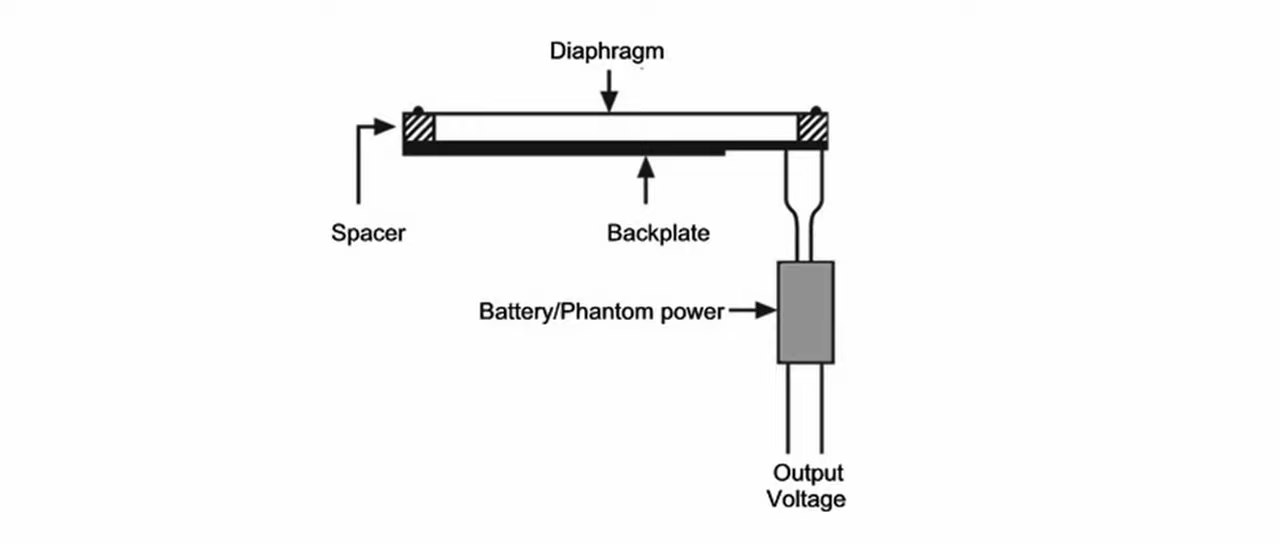 Diaphragm
Spacer
Backplate
Battery/Phantom power
Output
Voltage